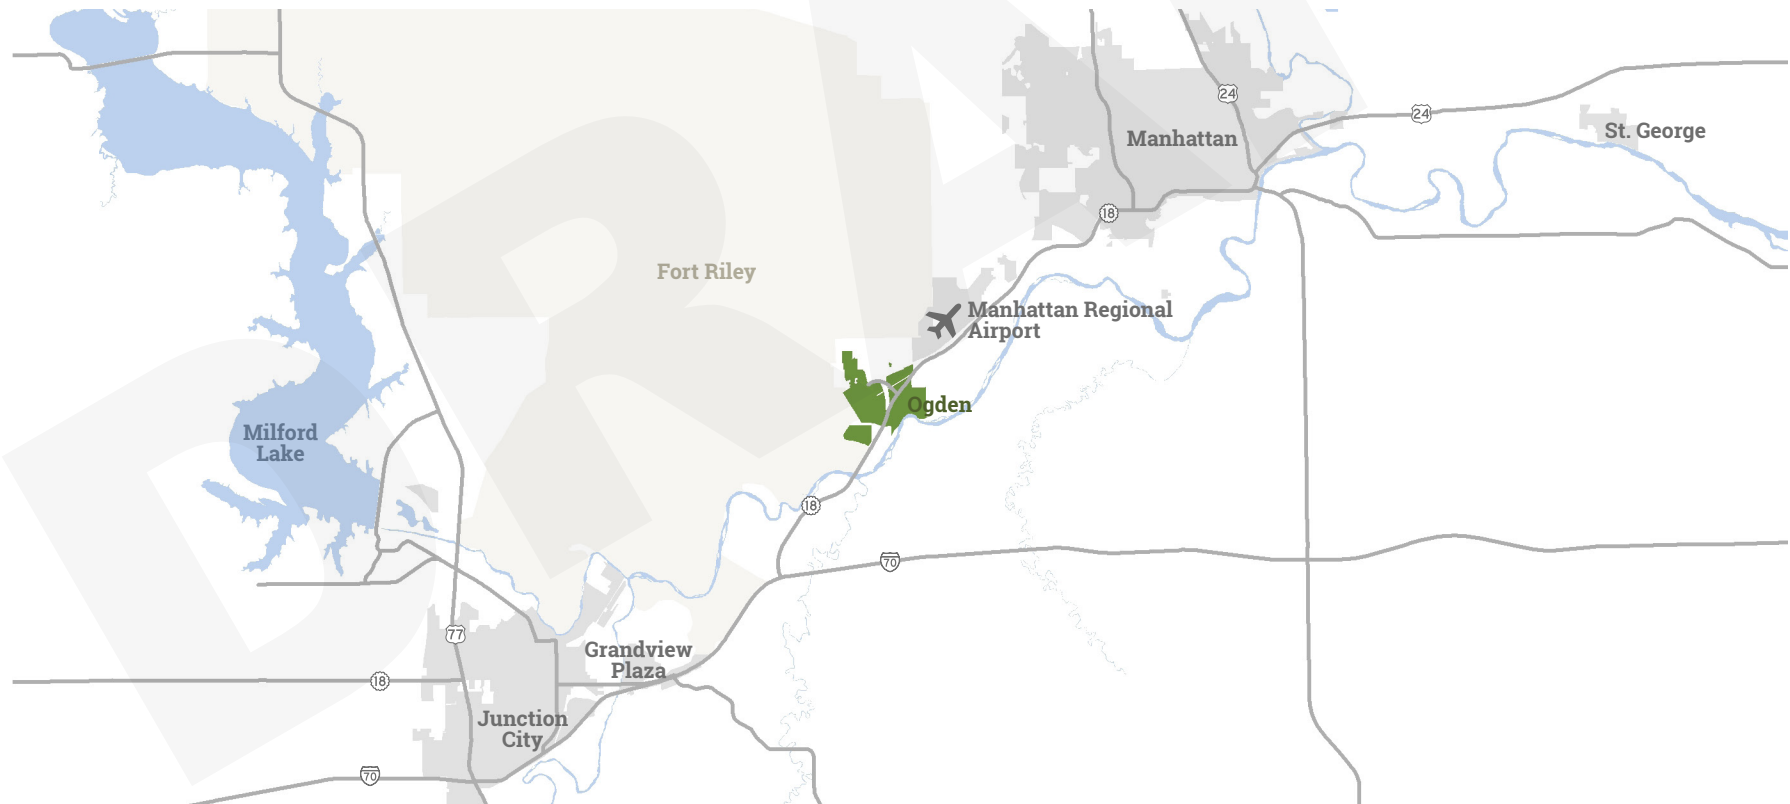 24
24
St. George
Manhattan
18
Fort Riley
Manhattan Regional
Airport
Ogden
Milford
Lake
18
70
77
Grandview
Plaza
18
Junction
City
70
DRA